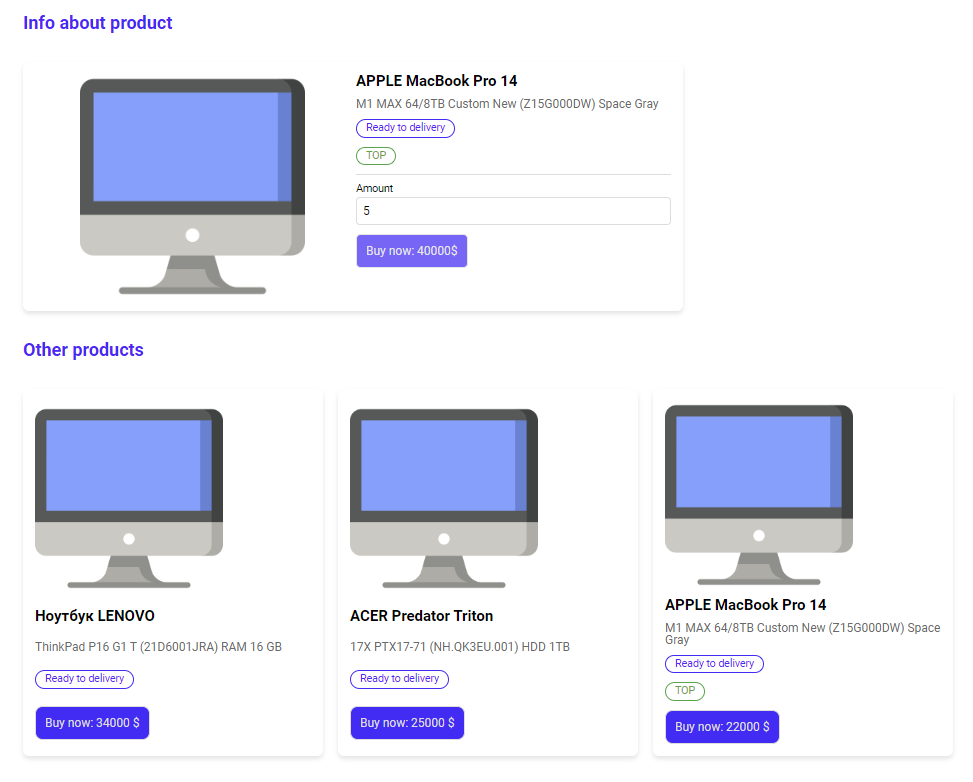 Info about product
APPLE MacBook Pro 14
M1 MAX 64/8TB Custom New (Z15G000DW) Space Gray
Ready to delivery
TOP
Amount
5
Buy now: 40000$
Other products
Ноутбук LENOVO
ThinkPad P16 G1 T (21D6001JRA) RAM 16 GB
Ready to delivery
Buy now: 34000 $
ACER Predator Triton
17X PTX17-71 (NH.QK3EU.001) HDD 1TB
Ready to delivery
Buy now: 25000 $
APPLE MacBook Pro 14
M1 MAX 64/8TB Custom New (Z15G000DW) Space
Gray
Ready to delivery
TOP
Buy now: 22000 $